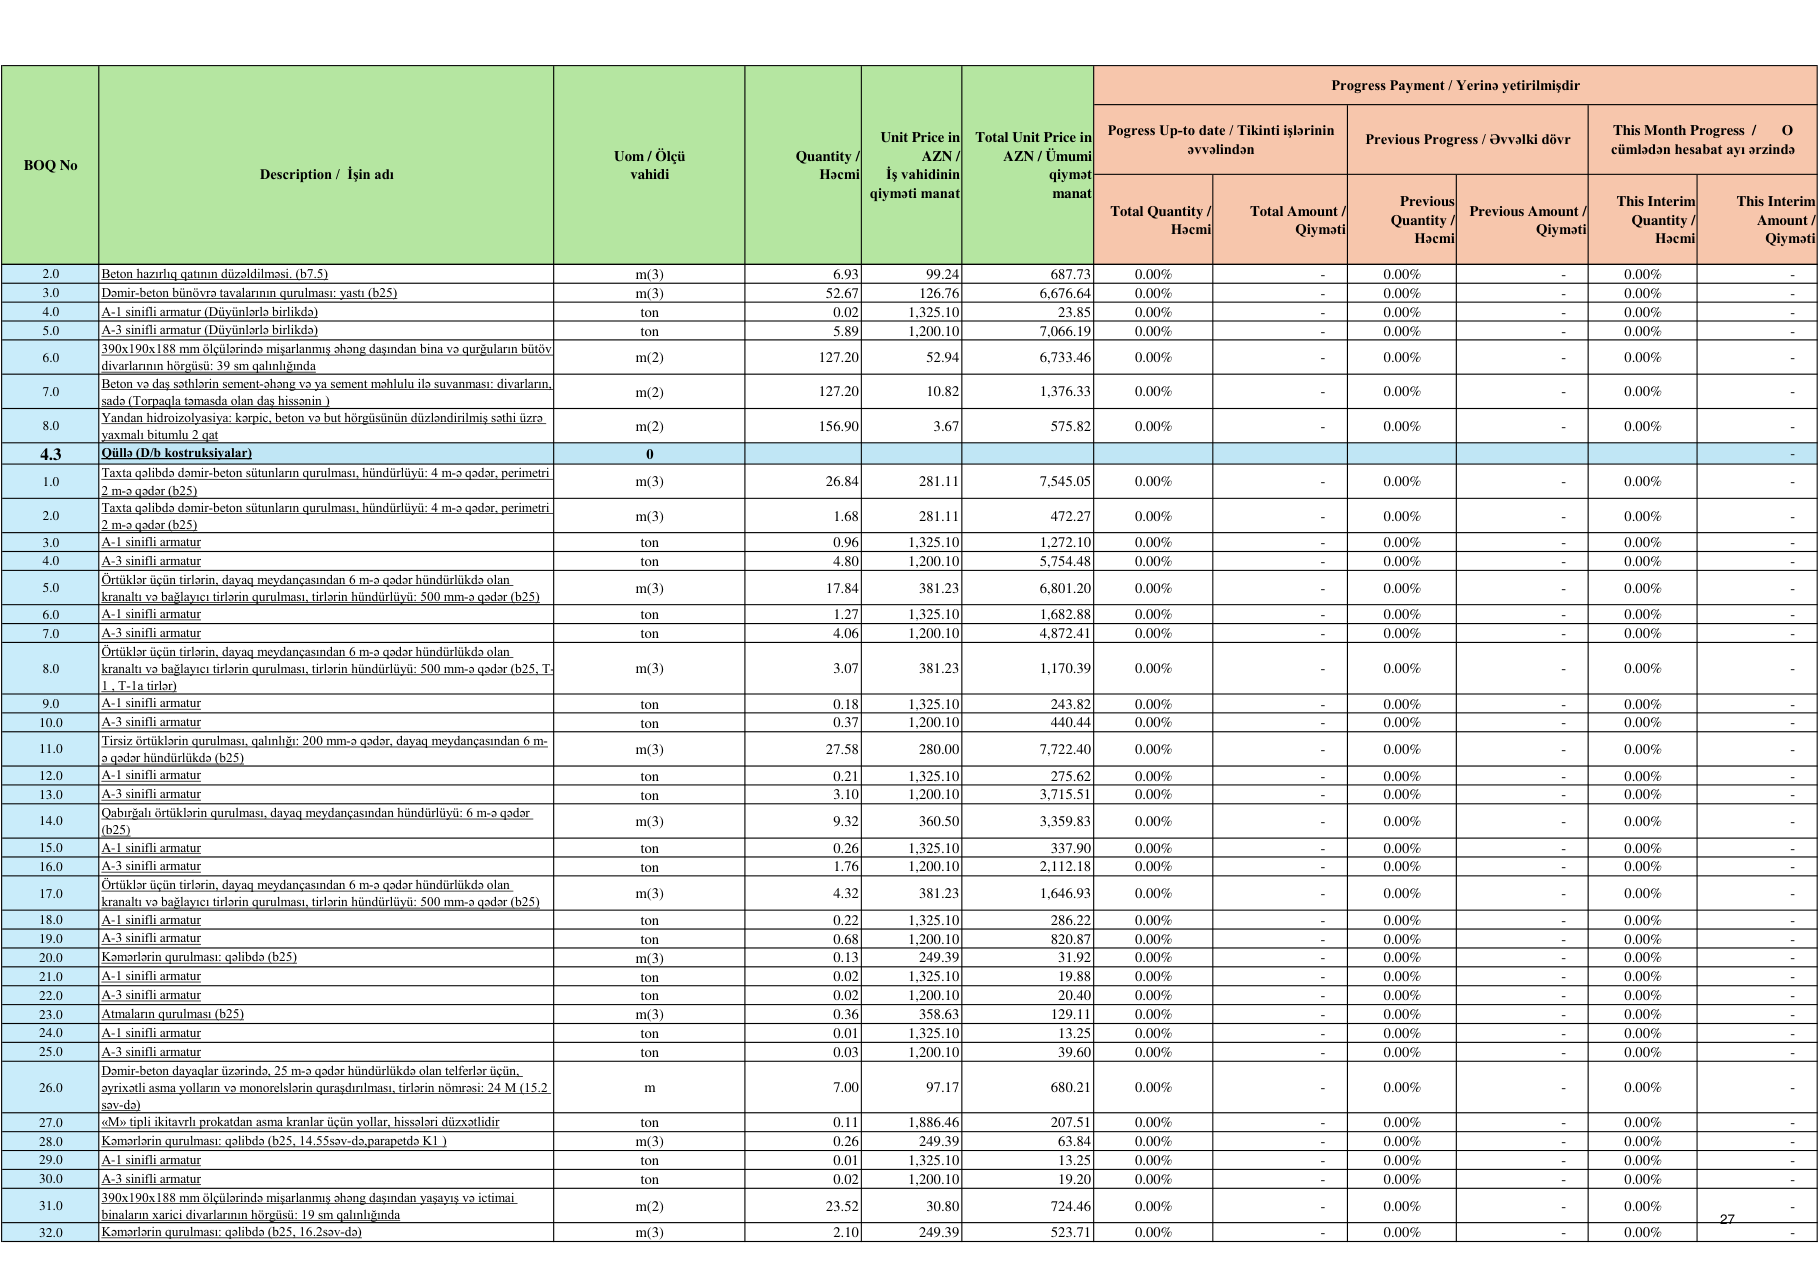 Progress Payment / Yerinə yetirilmişdir
BOQ No
Description / İşin adı
Uom / Ölçü
vahidi
Quantity /
Həcmi
Unit Price in
AZN /
İş vahidinin
qiyməti manat
Total Unit Price in
AZN / Ümumi
qiymət
manat
Pogress Up-to date / Tikinti işlərinin
əvvəlindən
Previous Progress / Əvvəlki dövr
This Month Progress / O
cümlədən hesabat ayı ərzində
Total Quantity /
Həcmi
Total Amount /
Qiyməti
Previous
Quantity /
Həcmi
Previous Amount /
Qiyməti
This Interim
Quantity /
Həcmi
This Interim
Amount /
Qiyməti
2.0 Beton hazırlıq qatının düzəldilməsi. (b7.5) m(3) 6.93 99.24 687.73 0.00% - 0.00% - 0.00% -
3.0 Dəmir-beton bünövrə tavalarının qurulması: yastı (b25) m(3) 52.67 126.76 6,676.64 0.00% - 0.00% - 0.00% -
4.0 A-1 sinifli armatur (Düyünlərlə birlikdə) ton 0.02 1,325.10 23.85 0.00% - 0.00% - 0.00% -
5.0 A-3 sinifli armatur (Düyünlərlə birlikdə) ton 5.89 1,200.10 7,066.19 0.00% - 0.00% - 0.00% -
6.0 390x190x188 mm ölçülərində mişarlanmış əhəng daşından bina və qurğuların bütöv
divarlarının hörgüsü: 39 sm qalınlığında m(2) 127.20 52.94 6,733.46 0.00% - 0.00% - 0.00% -
7.0 Beton və daş səthlərin sement-əhəng və ya sement məhlulu ilə suvanması: divarların,
sadə (Torpaqla təmasda olan daş hissənin ) m(2) 127.20 10.82 1,376.33 0.00% - 0.00% - 0.00% -
8.0 Yandan hidroizolyasiya: kərpic, beton və but hörgüsünün düzləndirilmiş səthi üzrə
yaxmalı bitumlu 2 qat m(2) 156.90 3.67 575.82 0.00% - 0.00% - 0.00% -
4.3 Qüllə (D/b kostruksiyalar) 0 -
1.0 Taxta qəlibdə dəmir-beton sütunların qurulması, hündürlüyü: 4 m-ə qədər, perimetri
2 m-ə qədər (b25) m(3) 26.84 281.11 7,545.05 0.00% - 0.00% - 0.00% -
2.0 Taxta qəlibdə dəmir-beton sütunların qurulması, hündürlüyü: 4 m-ə qədər, perimetri
2 m-ə qədər (b25) m(3) 1.68 281.11 472.27 0.00% - 0.00% - 0.00% -
3.0 A-1 sinifli armatur ton 0.96 1,325.10 1,272.10 0.00% - 0.00% - 0.00% -
4.0 A-3 sinifli armatur ton 4.80 1,200.10 5,754.48 0.00% - 0.00% - 0.00% -
5.0 Örtüklər üçün tirlərin, dayaq meydançasından 6 m-ə qədər hündürlükdə olan
kranaltı və bağlayıcı tirlərin qurulması, tirlərin hündürlüyü: 500 mm-ə qədər (b25) m(3) 17.84 381.23 6,801.20 0.00% - 0.00% - 0.00% -
6.0 A-1 sinifli armatur ton 1.27 1,325.10 1,682.88 0.00% - 0.00% - 0.00% -
7.0 A-3 sinifli armatur ton 4.06 1,200.10 4,872.41 0.00% - 0.00% - 0.00% -
8.0 Örtüklər üçün tirlərin, dayaq meydançasından 6 m-ə qədər hündürlükdə olan
kranaltı və bağlayıcı tirlərin qurulması, tirlərin hündürlüyü: 500 mm-ə qədər (b25, T-
1 , T-1a tirlər) m(3) 3.07 381.23 1,170.39 0.00% - 0.00% - 0.00% -
9.0 A-1 sinifli armatur ton 0.18 1,325.10 243.82 0.00% - 0.00% - 0.00% -
10.0 A-3 sinifli armatur ton 0.37 1,200.10 440.44 0.00% - 0.00% - 0.00% -
11.0 Tirsiz örtüklərin qurulması, qalınlığı: 200 mm-ə qədər, dayaq meydançasından 6 m-
ə qədər hündürlükdə (b25) m(3) 27.58 280.00 7,722.40 0.00% - 0.00% - 0.00% -
12.0 A-1 sinifli armatur ton 0.21 1,325.10 275.62 0.00% - 0.00% - 0.00% -
13.0 A-3 sinifli armatur ton 3.10 1,200.10 3,715.51 0.00% - 0.00% - 0.00% -
14.0 Qabırğalı örtüklərin qurulması, dayaq meydançasından hündürlüyü: 6 m-ə qədər
(b25) m(3) 9.32 360.50 3,359.83 0.00% - 0.00% - 0.00% -
15.0 A-1 sinifli armatur ton 0.26 1,325.10 337.90 0.00% - 0.00% - 0.00% -
16.0 A-3 sinifli armatur ton 1.76 1,200.10 2,112.18 0.00% - 0.00% - 0.00% -
17.0 Örtüklər üçün tirlərin, dayaq meydançasından 6 m-ə qədər hündürlükdə olan
kranaltı və bağlayıcı tirlərin qurulması, tirlərin hündürlüyü: 500 mm-ə qədər (b25) m(3) 4.32 381.23 1,646.93 0.00% - 0.00% - 0.00% -
18.0 A-1 sinifli armatur ton 0.22 1,325.10 286.22 0.00% - 0.00% - 0.00% -
19.0 A-3 sinifli armatur ton 0.68 1,200.10 820.87 0.00% - 0.00% - 0.00% -
20.0 Kəmərlərin qurulması: qəlibdə (b25) m(3) 0.13 249.39 31.92 0.00% - 0.00% - 0.00% -
21.0 A-1 sinifli armatur ton 0.02 1,325.10 19.88 0.00% - 0.00% - 0.00% -
22.0 A-3 sinifli armatur ton 0.02 1,200.10 20.40 0.00% - 0.00% - 0.00% -
23.0 Atmaların qurulması (b25) m(3) 0.36 358.63 129.11 0.00% - 0.00% - 0.00% -
24.0 A-1 sinifli armatur ton 0.01 1,325.10 13.25 0.00% - 0.00% - 0.00% -
25.0 A-3 sinifli armatur ton 0.03 1,200.10 39.60 0.00% - 0.00% - 0.00% -
26.0 Dəmir-beton dayaqlar üzərində, 25 m-ə qədər hündürlükdə olan telferlər üçün,
əyrixətli asma yolların və monorelslərin quraşdırılması, tirlərin nömrəsi: 24 M (15.2
səv-də) m 7.00 97.17 680.21 0.00% - 0.00% - 0.00% -
27.0 «M» tipli ikitavrlı prokatdan asma kranlar üçün yollar, hissələri düzxətlidir ton 0.11 1,886.46 207.51 0.00% - 0.00% - 0.00% -
28.0 Kəmərlərin qurulması: qəlibdə (b25, 14.55səv-də,parapetdə K1 ) m(3) 0.26 249.39 63.84 0.00% - 0.00% - 0.00% -
29.0 A-1 sinifli armatur ton 0.01 1,325.10 13.25 0.00% - 0.00% - 0.00% -
30.0 A-3 sinifli armatur ton 0.02 1,200.10 19.20 0.00% - 0.00% - 0.00% -
31.0 390x190x188 mm ölçülərində mişarlanmış əhəng daşından yaşayış və ictimai
binaların xarici divarlarının hörgüsü: 19 sm qalınlığında m(2) 23.52 30.80 724.46 0.00% - 0.00% - 0.00% -
27
32.0 Kəmərlərin qurulması: qəlibdə (b25, 16.2səv-də) m(3) 2.10 249.39 523.71 0.00% - 0.00% - 0.00% -